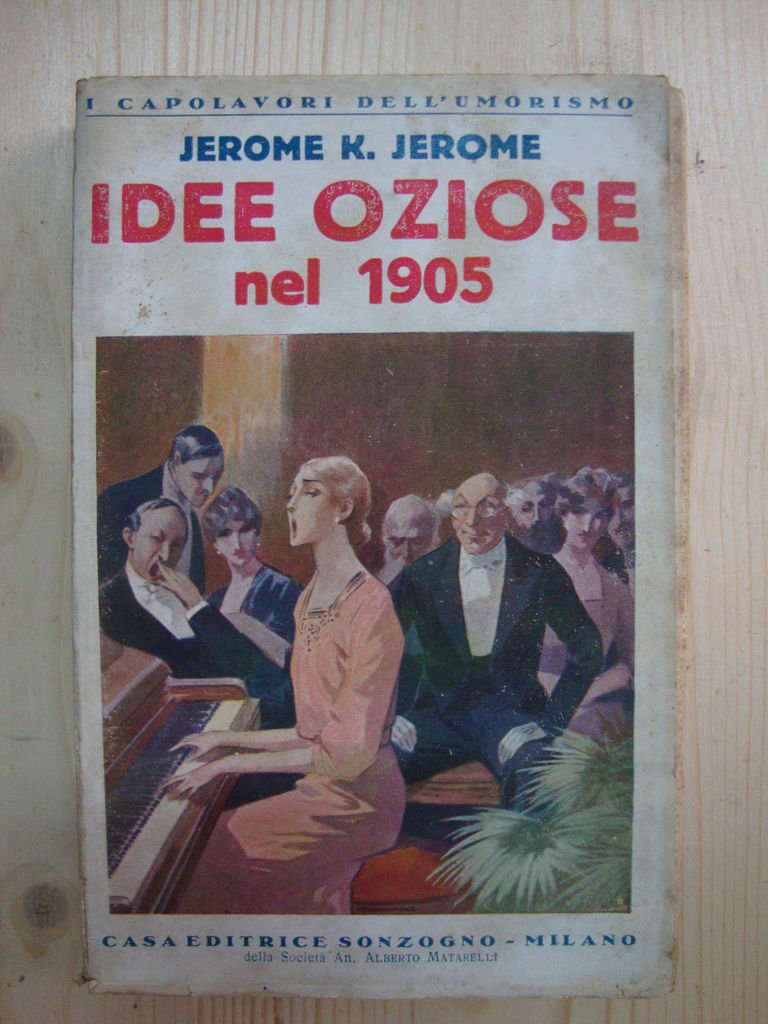 I CAPOLAVORI DELL'UMORISMO
JEROME K. JEROME
IDEE OZIOSE
nel 1905
CASA EDITRICE SONZOGNO - MILANO
della Società An. ALBERTO MATARELLI